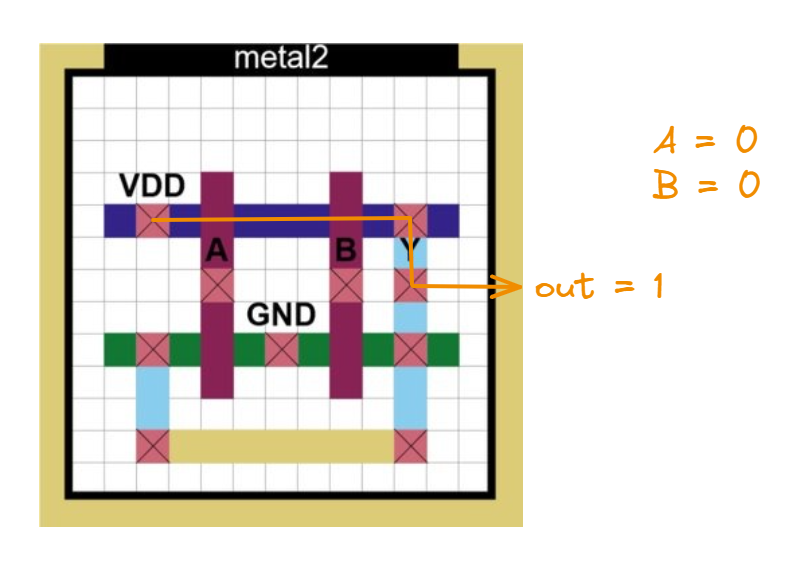 metal2
A = 0
B = 0
VDD
A
B
Y
out = 1
GND